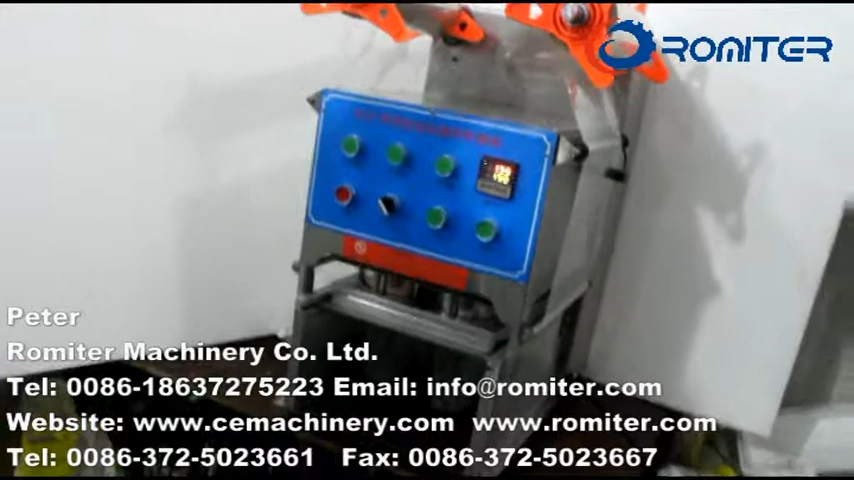 ROMITER
Peter
Romiter Machinery Co. Ltd.
Tel: 0086-18637275223 Email: info@romiter.com
Website: www.cemachinery.com www.romiter.com
Tel: 0086-372-5023661 Fax: 0086-372-5023667